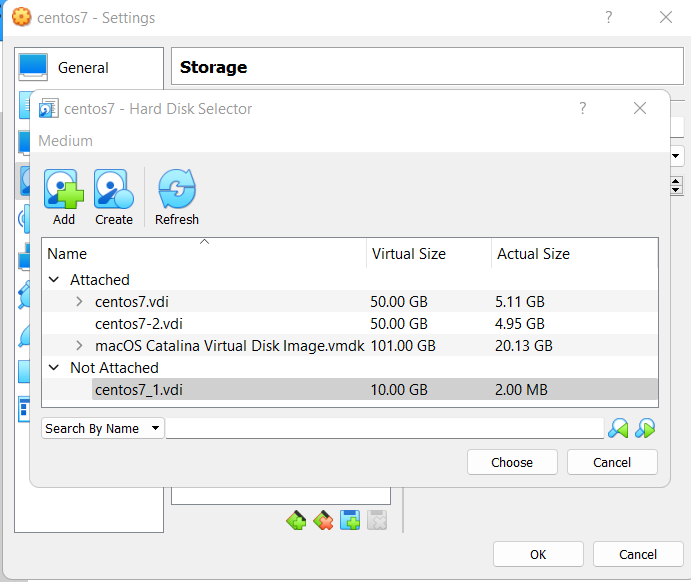 centos7 - Settings
?
General
Storage
centos7 - Hard Disk Selector
?
Medium
Add Create Refresh
Name Virtual Size Actual Size
Attached
centos7.vdi 50.00 GB 5.11 GB
centos7-2.vdi 50.00 GB 4.95 GB
macOS Catalina Virtual Disk Image.vmdk 101.00 GB 20.13 GB
Not Attached
centos7_1.vdi 10.00 GB 2.00 MB
Search By Name
Choose Cancel
OK Cancel